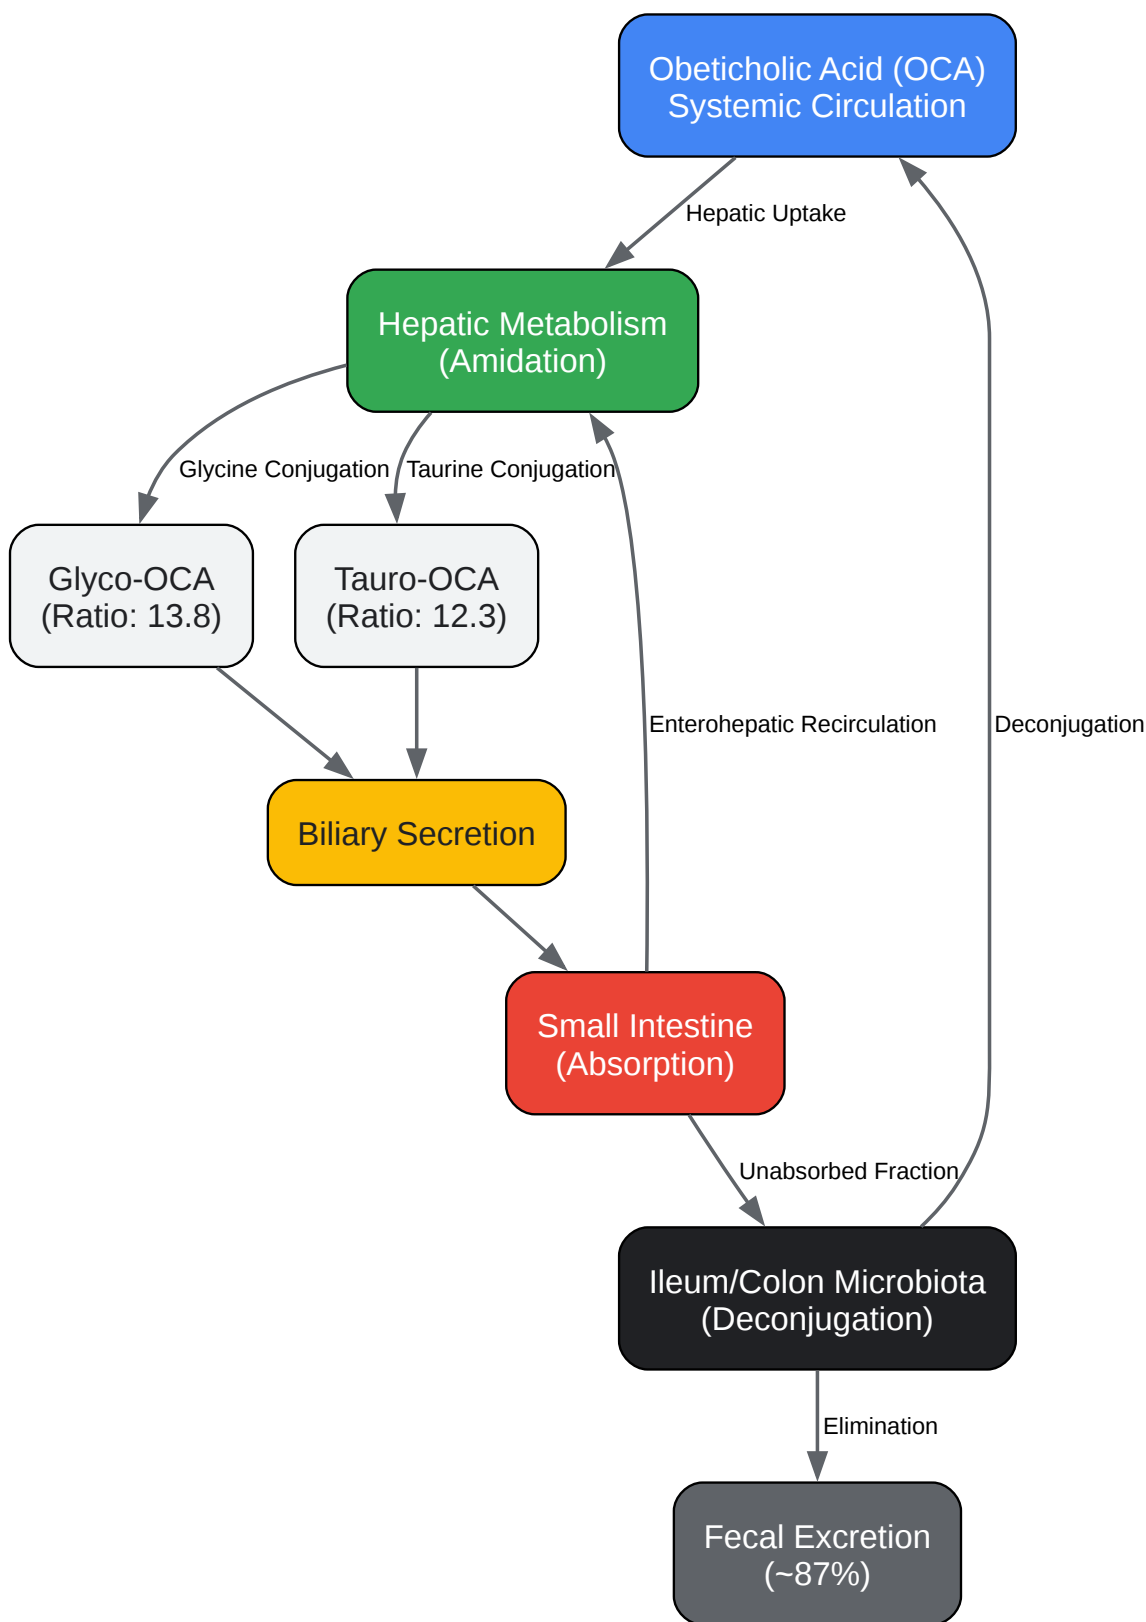 Obeticholic Acid (OCA)
Systemic Circulation
Hepatic Uptake
Hepatic Metabolism
(Amidation)
Glycine Conjugation
Taurine Conjugation
Glyco-OCA
(Ratio: 13.8)
Tauro-OCA
(Ratio: 12.3)
Enterohepatic Recirculation
Deconjugation
Biliary Secretion
Small Intestine
(Absorption)
Unabsorbed Fraction
Ileum/Colon Microbiota
(Deconjugation)
Elimination
Fecal Excretion
(~87%)